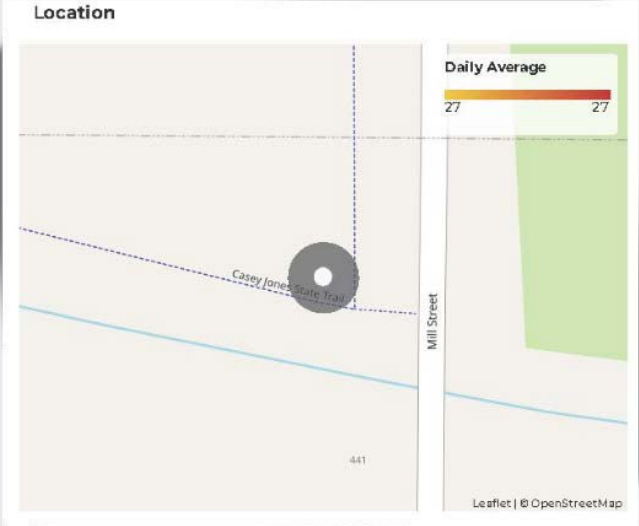 Location
Daily Average
27 27
Casey Jones State Trail
Mill Street
441
Leaflet | © OpenStreetMap